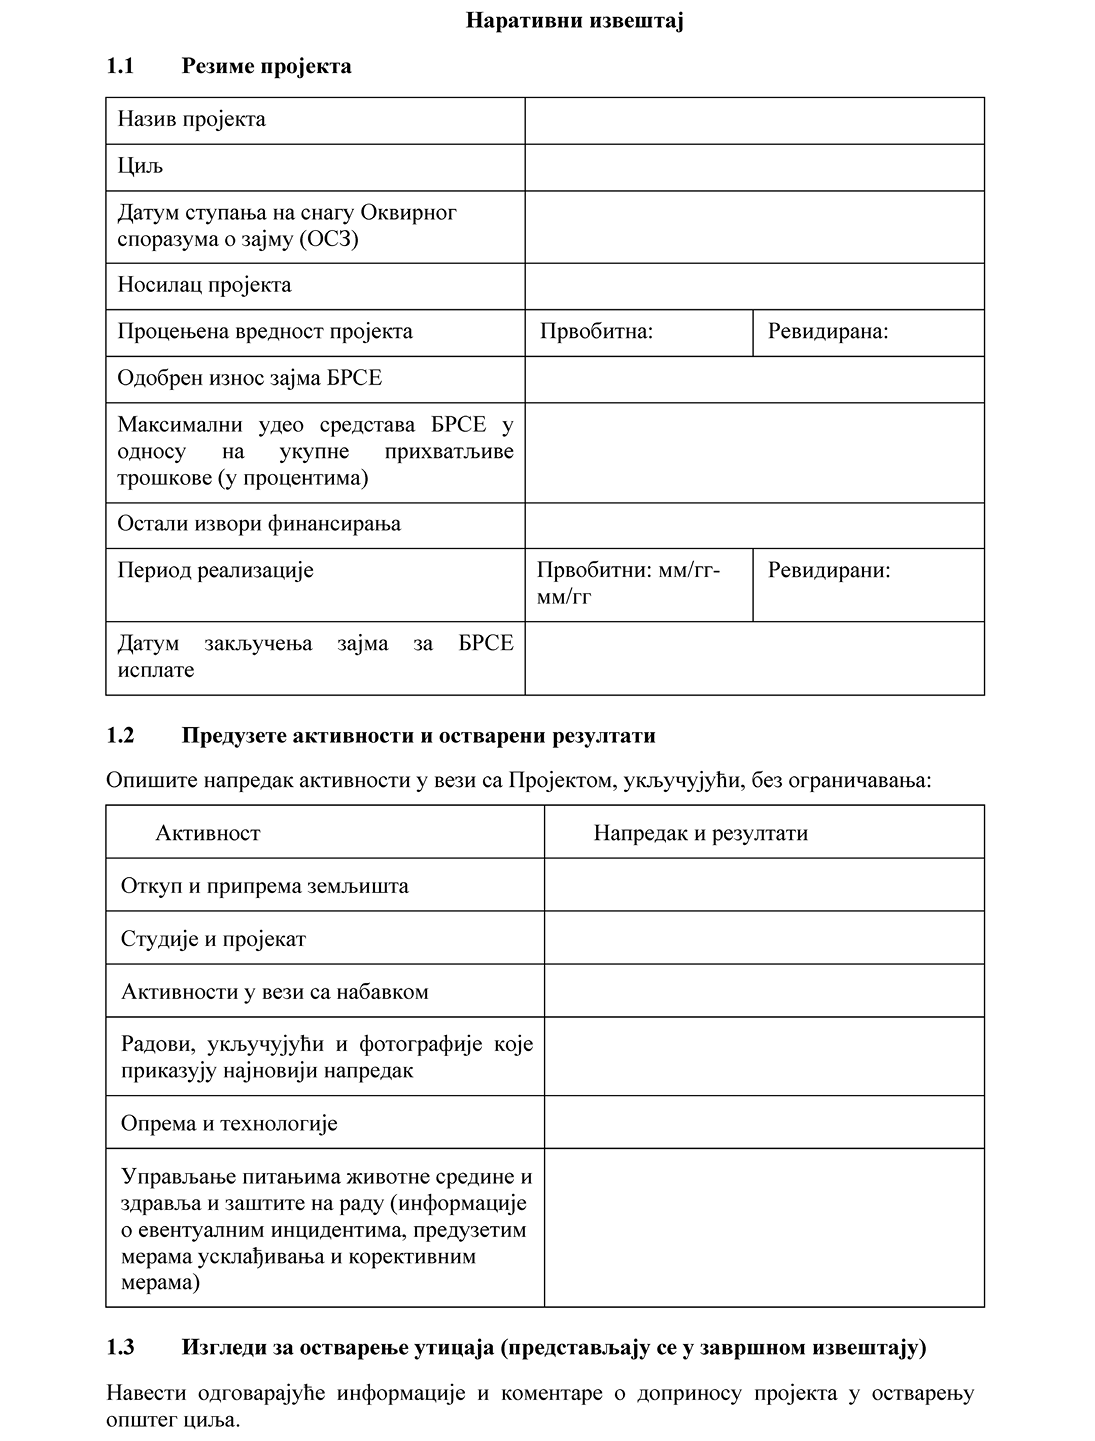 Наративни извештај
1.1 Резиме пројекта
Назив пројекта
Циљ
Датум ступања на снагу Оквирног
споразума о зајму (ОСЗ)
Носилац пројекта
Процењена вредност пројекта Првобитна: Ревидирана:
Одобрен износ зајма БРСЕ
Максимални удео средстава БРСЕ у
односу на укупне прихватљиве
трошкове (у процентима)
Остали извори финансирања
Период реализације Првобитни: мм/гг- Ревидирани:
мм/гг
Датум закључења зајма за БРСЕ
исплате
1.2 Предузете активности и остварени резултати
Опишите напредак активности у вези са Пројектом, укључујући, без ограничавања:
Активност Напредак и резултати
Откуп и припрема земљишта
Студије и пројекат
Активности у вези са набавком
Радови, укључујући и фотографије које
приказују најновији напредак
Опрема и технологије
Управљање питањима животне средине и
здравља и заштите на раду (информације
о евентуалним инцидентима, предузетим
мерама усклађивања и корективним
мерама)
1.3 Изгледи за остварење утицаја (представљају се у завршном извештају)
Навести одговарајуће информације и коментаре о доприносу пројекта у остварењу
општег циља.